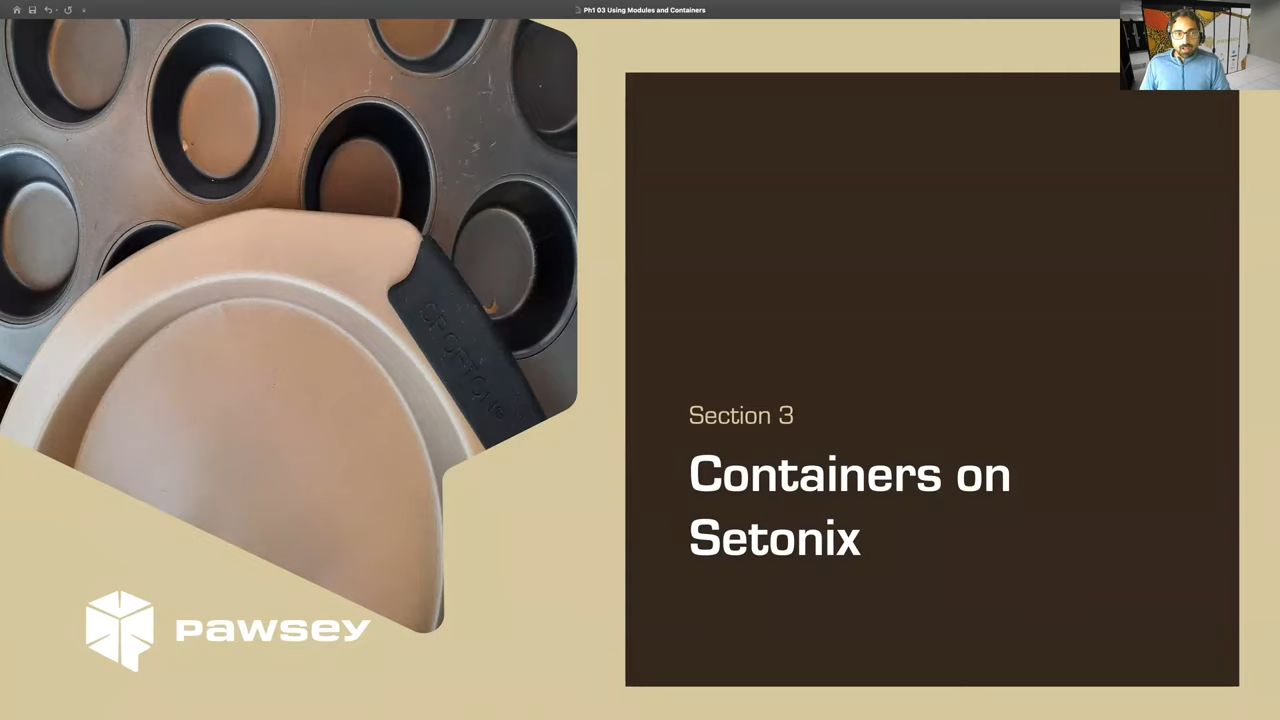 Ph1 03 Using Modules and Containers
Section 3
Containers on
Setonix
PAWSEY